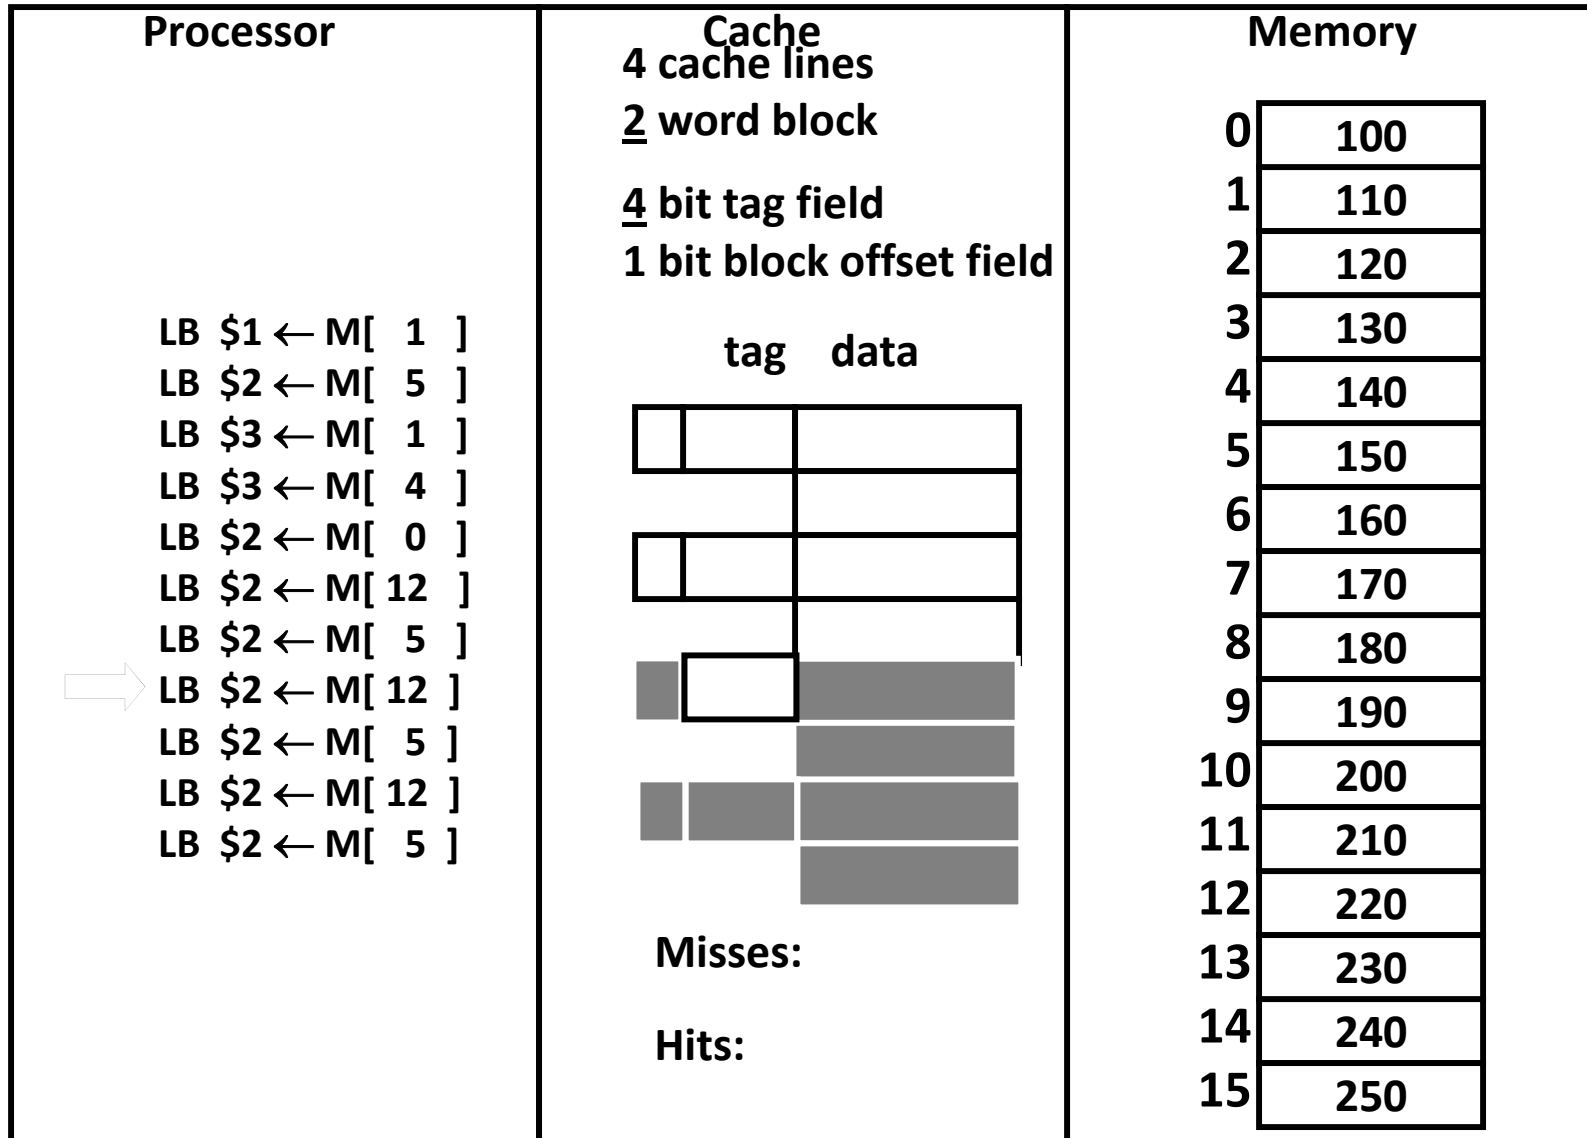 Processor
LB $1 ← M[ 1 ]
LB $2 ← M[ 5 ]
LB $3 ← M[ 1 ]
LB $3 ← M[ 4 ]
LB $2 ← M[ 0 ]
LB $2 ← M[ 12 ]
LB $2 ← M[ 5 ]
LB $2 ← M[ 12 ]
LB $2 ← M[ 5 ]
LB $2 ← M[ 12 ]
LB $2 ← M[ 5 ]
Cache
4 cache lines
2 word block
4 bit tag field
1 bit block offset field
tag data
Misses:
Hits:
Memory
0 100
1 110
2 120
3 130
4 140
5 150
6 160
7 170
8 180
9 190
10 200
11 210
12 220
13 230
14 240
15 250